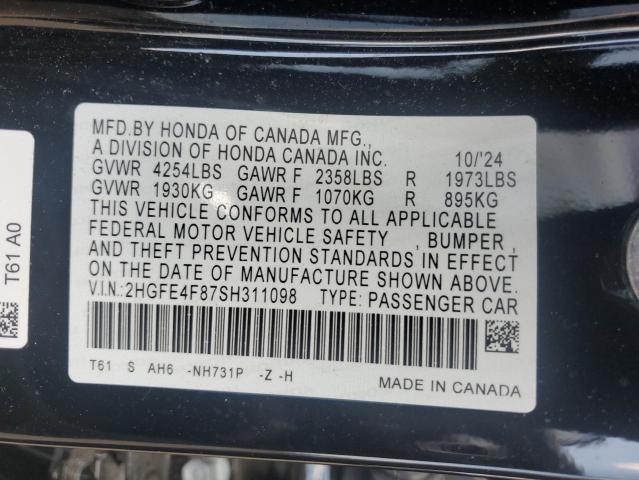 MFD.BY HONDA OF CANADA MFG.,
A DIVISION OF HONDA CANADA INC. 10/'24
GVWR 4254LBS GAWR F 2358LBS R 1973LBS
GVWR 1930KG GAWR F 1070KG R 895KG
THIS VEHICLE CONFORMS TO ALL APPLICABLE
FEDERAL MOTOR VEHICLE SAFETY , BUMPER ,
AND THEFT PREVENTION STANDARDS IN EFFECT
ON THE DATE OF MANUFACTURE SHOWN ABOVE.
V.I.N.:2HGFE4F87SH311098 TYPE: PASSENGER CAR
T61 S AH6 -NH731P -Z -H
MADE IN CANADA
T61 A0